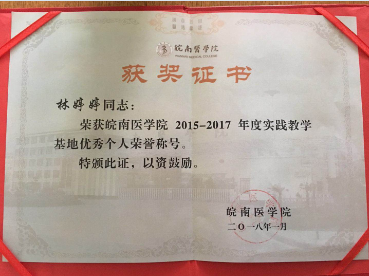 皖南醫學院
获奖证书
林婷婷同志：
荣获皖南医学院 2015-2017 年度实践教学
基地优秀个人荣誉称号。
特颁此证，以资鼓励。
皖南医学院
二〇一八年一月